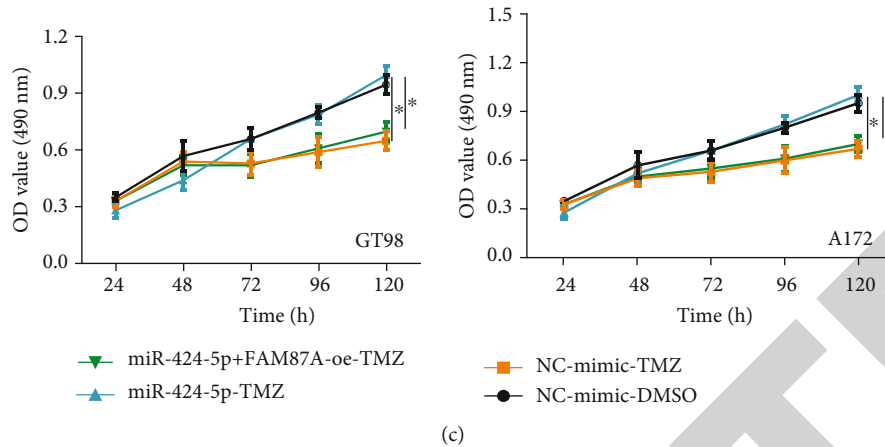 1.2
0.9
0.6
0.3
0.0
OD value (490 nm)
24 48 72 96 120
Time (h)
GT98
* *
1.5
1.2
0.9
0.6
0.3
0.0
OD value (490 nm)
24 48 72 96 120
Time (h)
A172
*
miR-424-5p+FAM87A-oe-TMZ
miR-424-5p-TMZ
NC-mimic-TMZ
NC-mimic-DMSO
(c)